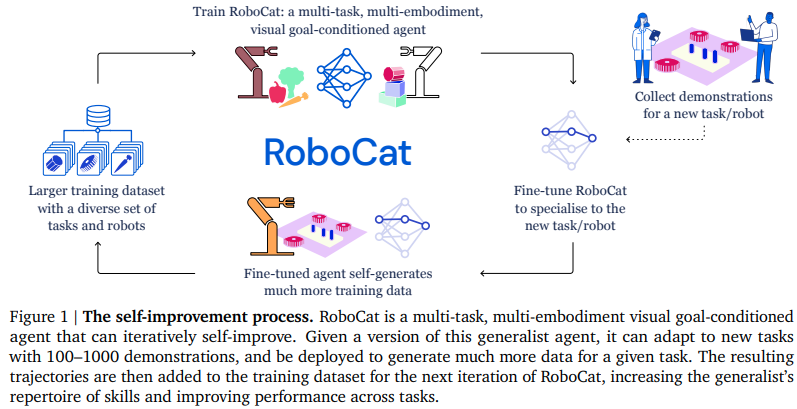 Train RoboCat: a multi-task, multi-embodiment,
visual goal-conditioned agent
Collect demonstrations
for a new task/robot
RoboCat
Larger training dataset
with a diverse set of
tasks and robots
Fine-tune RoboCat
to specialise to the
new task/robot
Fine-tuned agent self-generates
much more training data
Figure 1 | The self-improvement process. RoboCat is a multi-task, multi-embodiment visual goal-conditioned
agent that can iteratively self-improve. Given a version of this generalist agent, it can adapt to new tasks
with 100–1000 demonstrations, and be deployed to generate much more data for a given task. The resulting
trajectories are then added to the training dataset for the next iteration of RoboCat, increasing the generalist’s
repertoire of skills and improving performance across tasks.